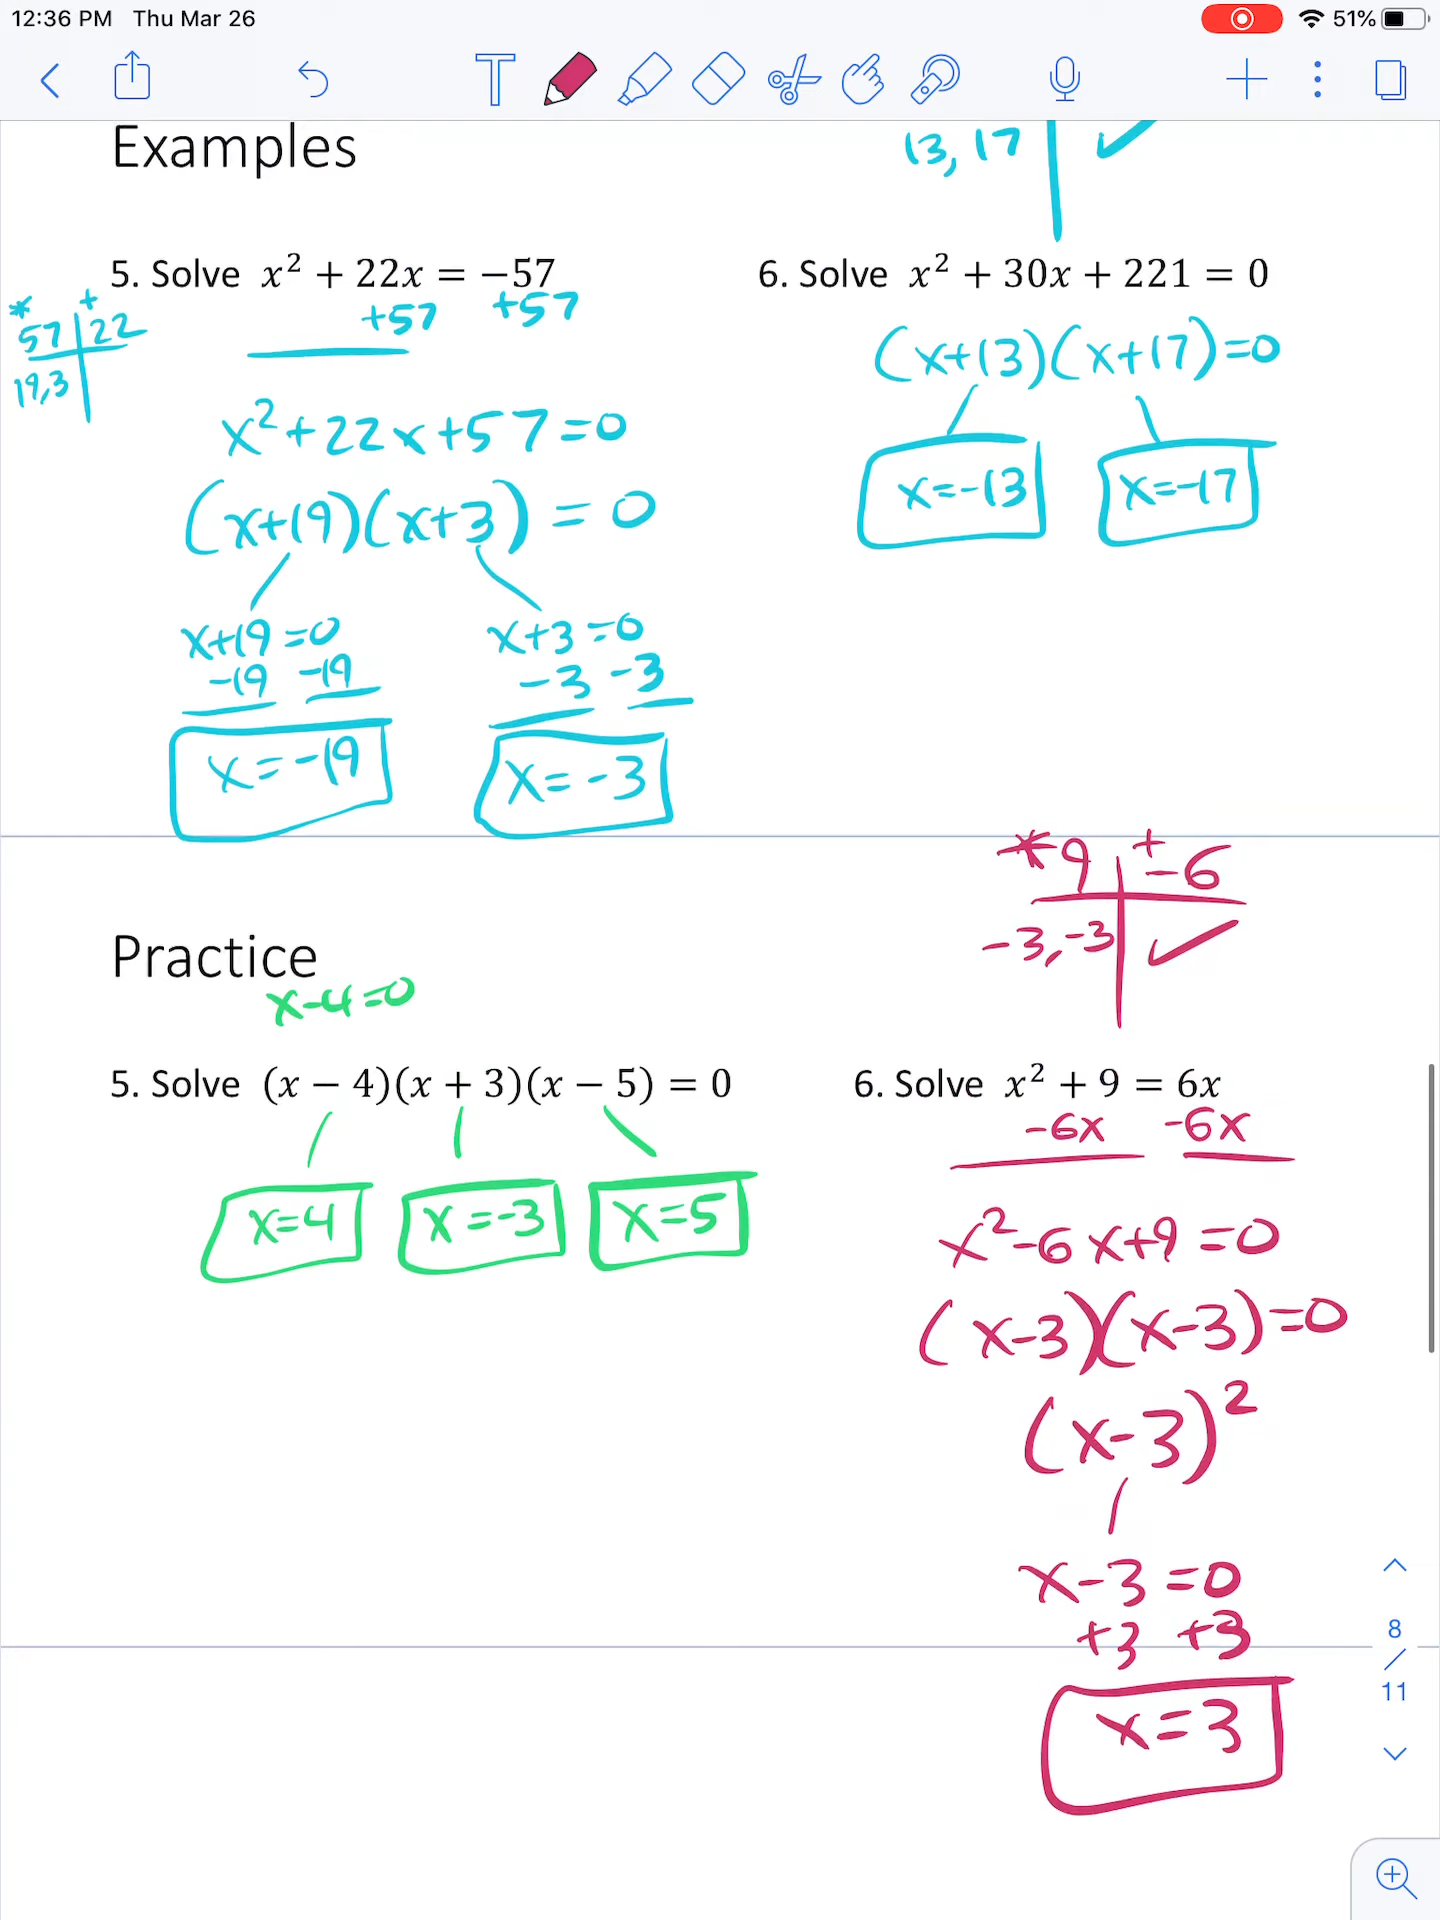 12:36 PM Thu Mar 26
51%
T
Examples
13, 17
5. Solve x² + 22x = −57
+57 +57
* +
57 22
19,3
x²+22x+57=0
(x+19)(x+3) = 0
x+19=0 x+3=0
-19 -19 -3 -3
x=-19 x=-3
6. Solve x² + 30x + 221 = 0
(x+13)(x+17)=0
x=-13 x=-17
Practice
x-4=0
5. Solve (x − 4)(x + 3)(x − 5) = 0
x=4 x=-3 x=5
* +
9 -6
-3,-3
6. Solve x² + 9 = 6x
-6x -6x
x²-6x+9=0
(x-3)(x-3)=0
(x-3)²
x-3=0
+3 +3
x=3
8
/
11